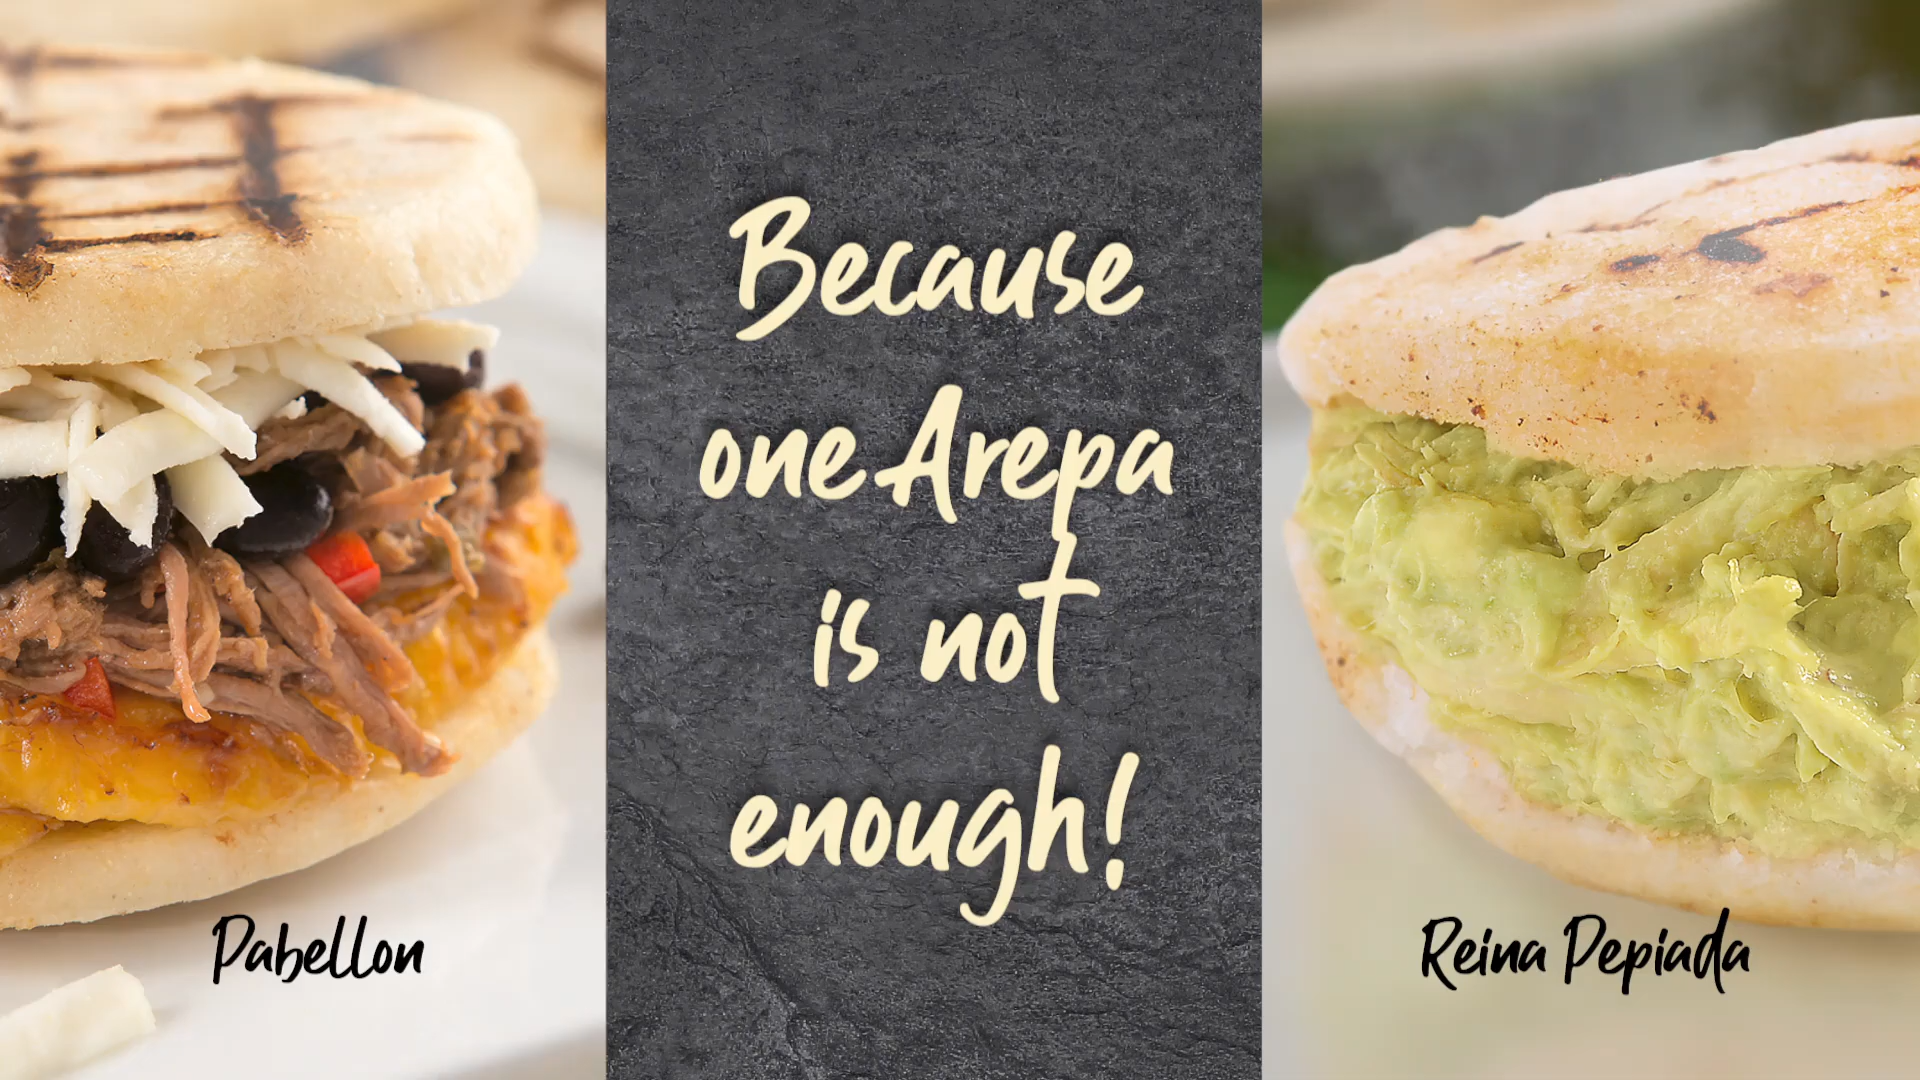 Because
one Arepa
is not
enough!
Pabellon
Reina Pepiada